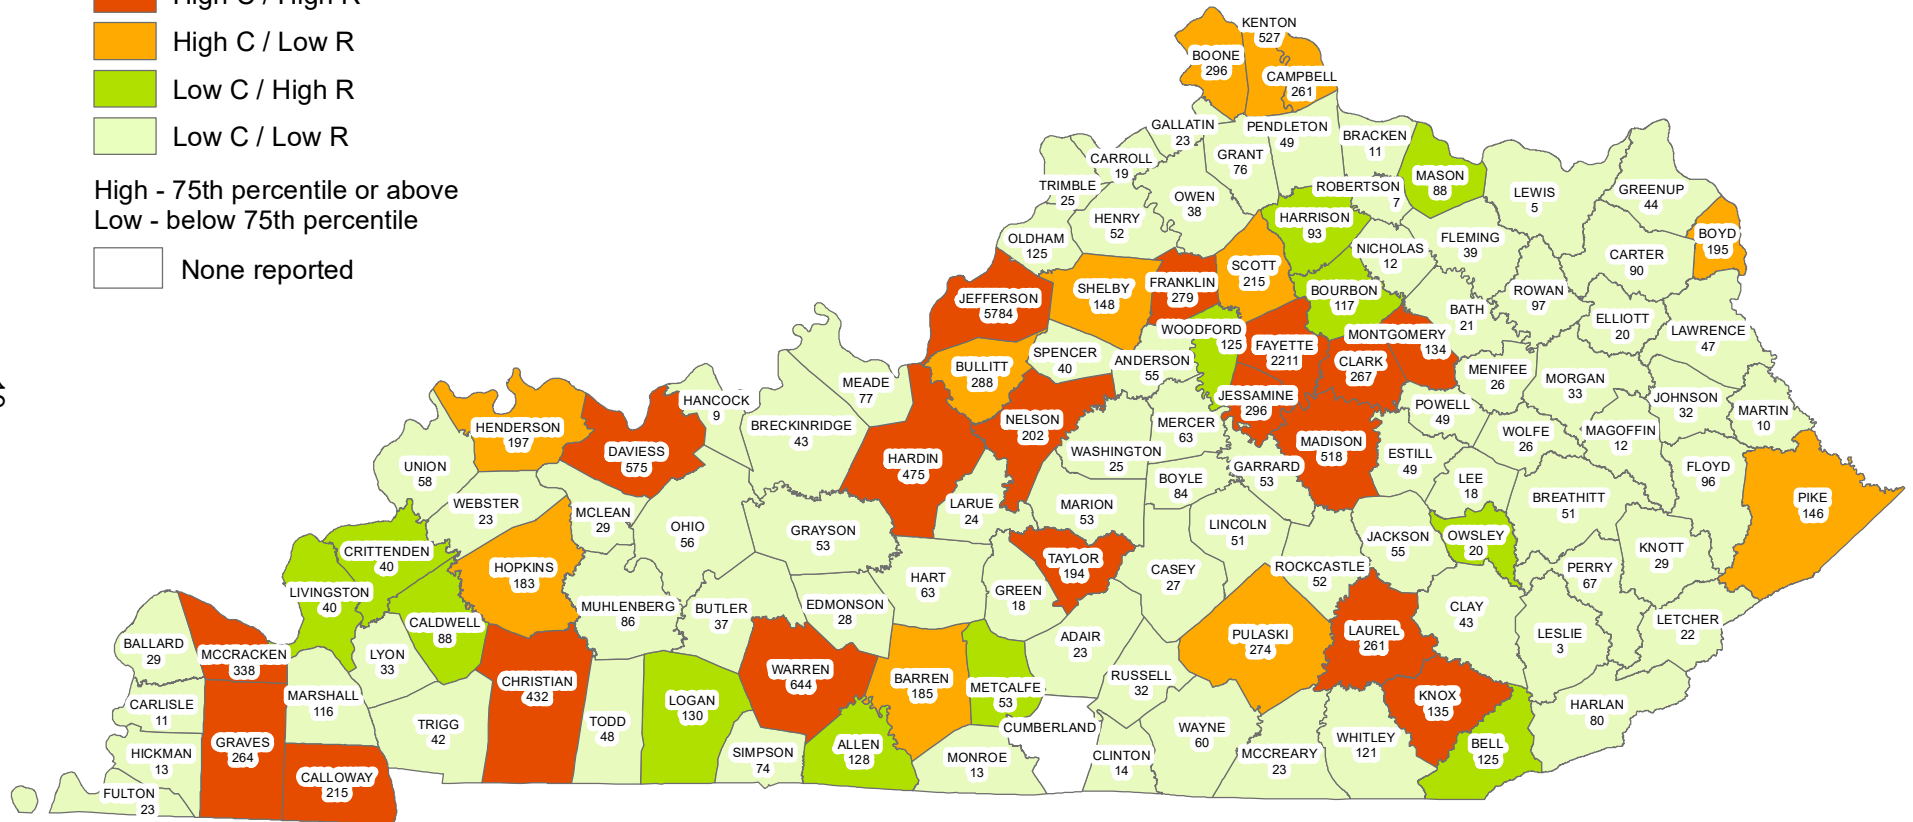 High C / High R
High C / Low R
Low C / High R
Low C / Low R
High - 75th percentile or above
Low - below 75th percentile
None reported
KENTON
527
BOONE
296
CAMPBELL
261
GALLATIN
23
PENDLETON
49
BRACKEN
11
CARROLL
19
GRANT
76
MASON
88
TRIMBLE
25
OWEN
38
ROBERTSON
7
LEWIS
5
GREENUP
44
HENRY
52
HARRISON
93
OLDHAM
125
NICHOLAS
12
FLEMING
39
BOYD
195
CARTER
90
SCOTT
215
JEFFERSON
5784
SHELBY
148
FRANKLIN
279
BOURBON
117
ROWAN
97
BATH
21
ELLIOTT
20
LAWRENCE
47
WOODFORD
125
FAYETTE
2211
MONTGOMERY
134
SPENCER
40
ANDERSON
55
CLARK
267
BULLITT
288
MENIFEE
26
MORGAN
33
MEADE
77
HANCOCK
9
JESSAMINE
296
POWELL
49
JOHNSON
32
MARTIN
10
NELSON
202
BRECKINRIDGE
43
MERCER
63
HENDERSON
197
WOLFE
26
MAGOFFIN
12
DAVIESS
575
WASHINGTON
25
MADISON
518
ESTILL
49
HARDIN
475
UNION
58
GARRARD
53
FLOYD
96
BOYLE
84
LEE
18
BREATHITT
51
PIKE
146
WEBSTER
23
LARUE
24
MARION
53
MCLEAN
29
OHIO
56
GRAYSON
53
LINCOLN
51
JACKSON
55
OWSLEY
20
KNOTT
29
CRITTENDEN
40
TAYLOR
194
HOPKINS
183
ROCKCASTLE
52
PERRY
67
CASEY
27
HART
63
GREEN
18
LIVINGSTON
40
MUHLENBERG
86
BUTLER
37
EDMONSON
28
CLAY
43
LETCHER
22
CALDWELL
88
PULASKI
274
LAUREL
261
LESLIE
3
BALLARD
29
MCCRACKEN
338
LYON
33
ADAIR
23
WARREN
644
BARREN
185
METCALFE
53
RUSSELL
32
CHRISTIAN
432
MARSHALL
116
LOGAN
130
KNOX
135
CARLISLE
11
HARLAN
80
TRIGG
42
TODD
48
CUMBERLAND
WAYNE
60
WHITLEY
121
BELL
125
GRAVES
264
HICKMAN
13
SIMPSON
74
ALLEN
128
MONROE
13
CLINTON
14
MCCREARY
23
CALLOWAY
215
FULTON
23